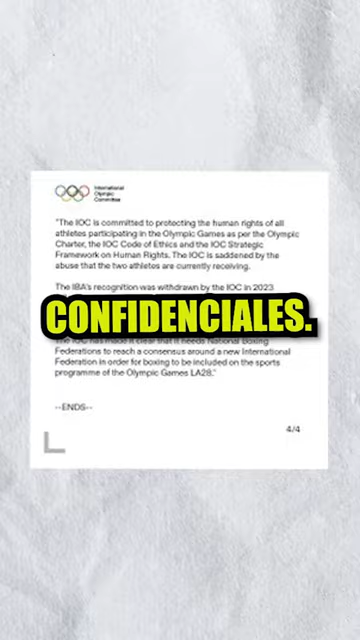 International
Olympic
Committee
"The IOC is committed to protecting the human rights of all
athletes participating in the Olympic Games as per the Olympic
Charter, the IOC Code of Ethics and the IOC Strategic
Framework on Human Rights. The IOC is saddened by the
abuse that the two athletes are currently receiving.
The IBA's recognition was withdrawn by the IOC in 2023
CONFIDENCIALES.
The IOC has made it clear that it needs National Boxing
Federations to reach a consensus around a new International
Federation in order for boxing to be included on the sports
programme of the Olympic Games LA28."
--ENDS--
4/4